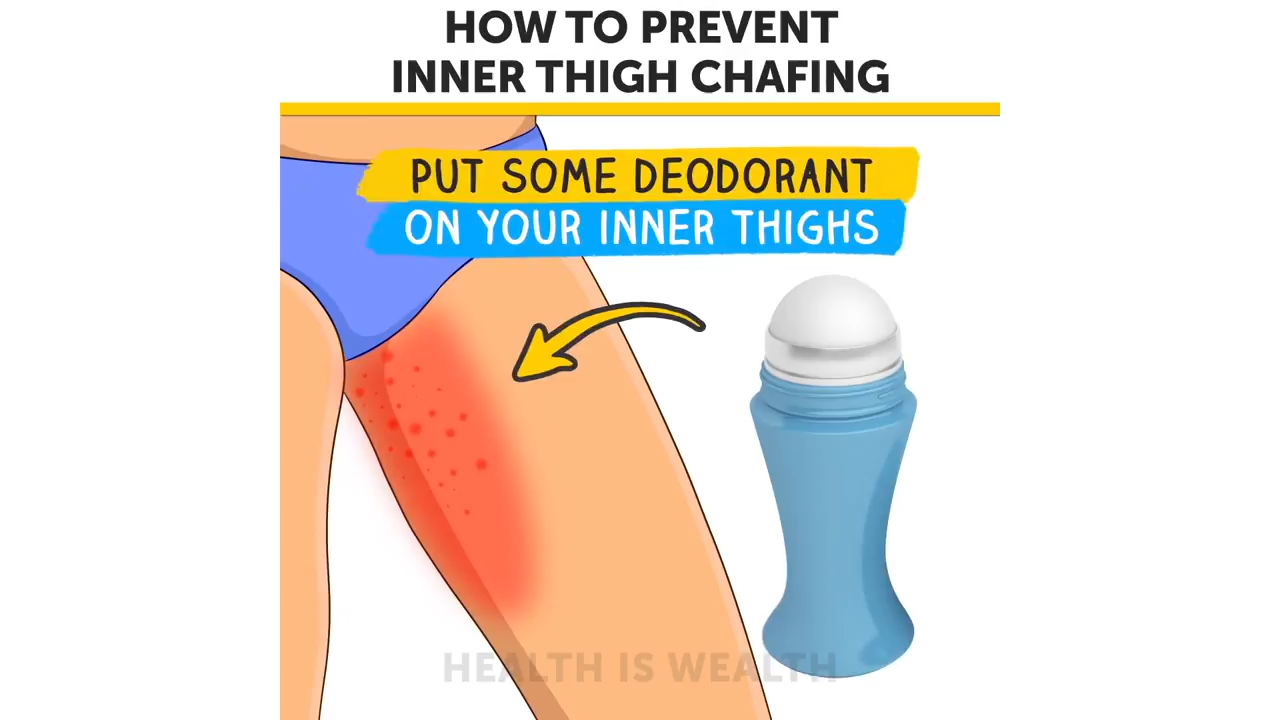 HOW TO PREVENT
INNER THIGH CHAFING
PUT SOME DEODORANT
ON YOUR INNER THIGHS
HEALTH IS WEALTH